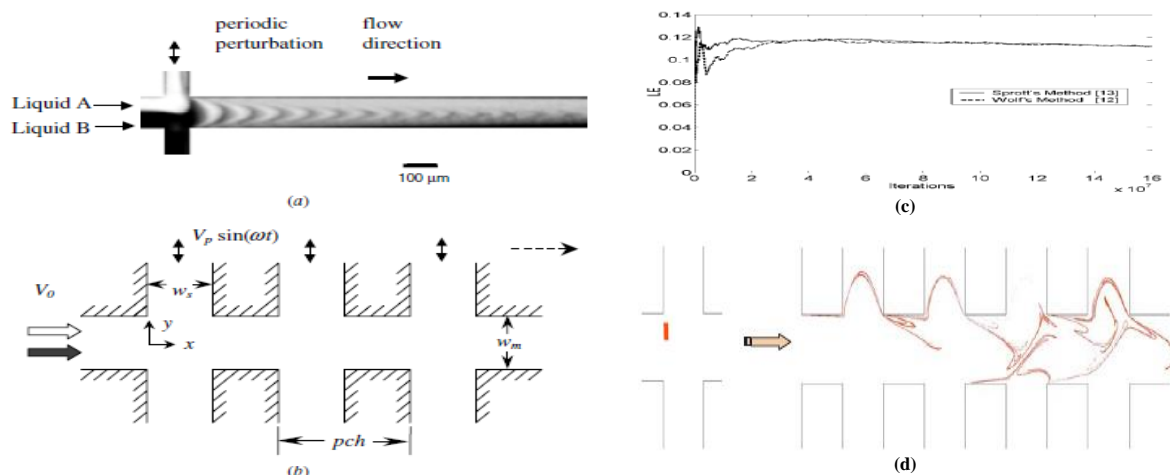 periodic
perturbation
flow
direction
Liquid A
Liquid B
100 µm
(a)
V_p sin(ωt)
V_0
w_s
y
x
w_m
pch
(b)
0.14
0.12
0.1
0.08
0.06
0.04
0.02
0
LE
Sprott's Method [13]
Wolf's Method [12]
0 2 4 6 8 10 12 14 16
Iterations
× 10^7
(c)
(d)